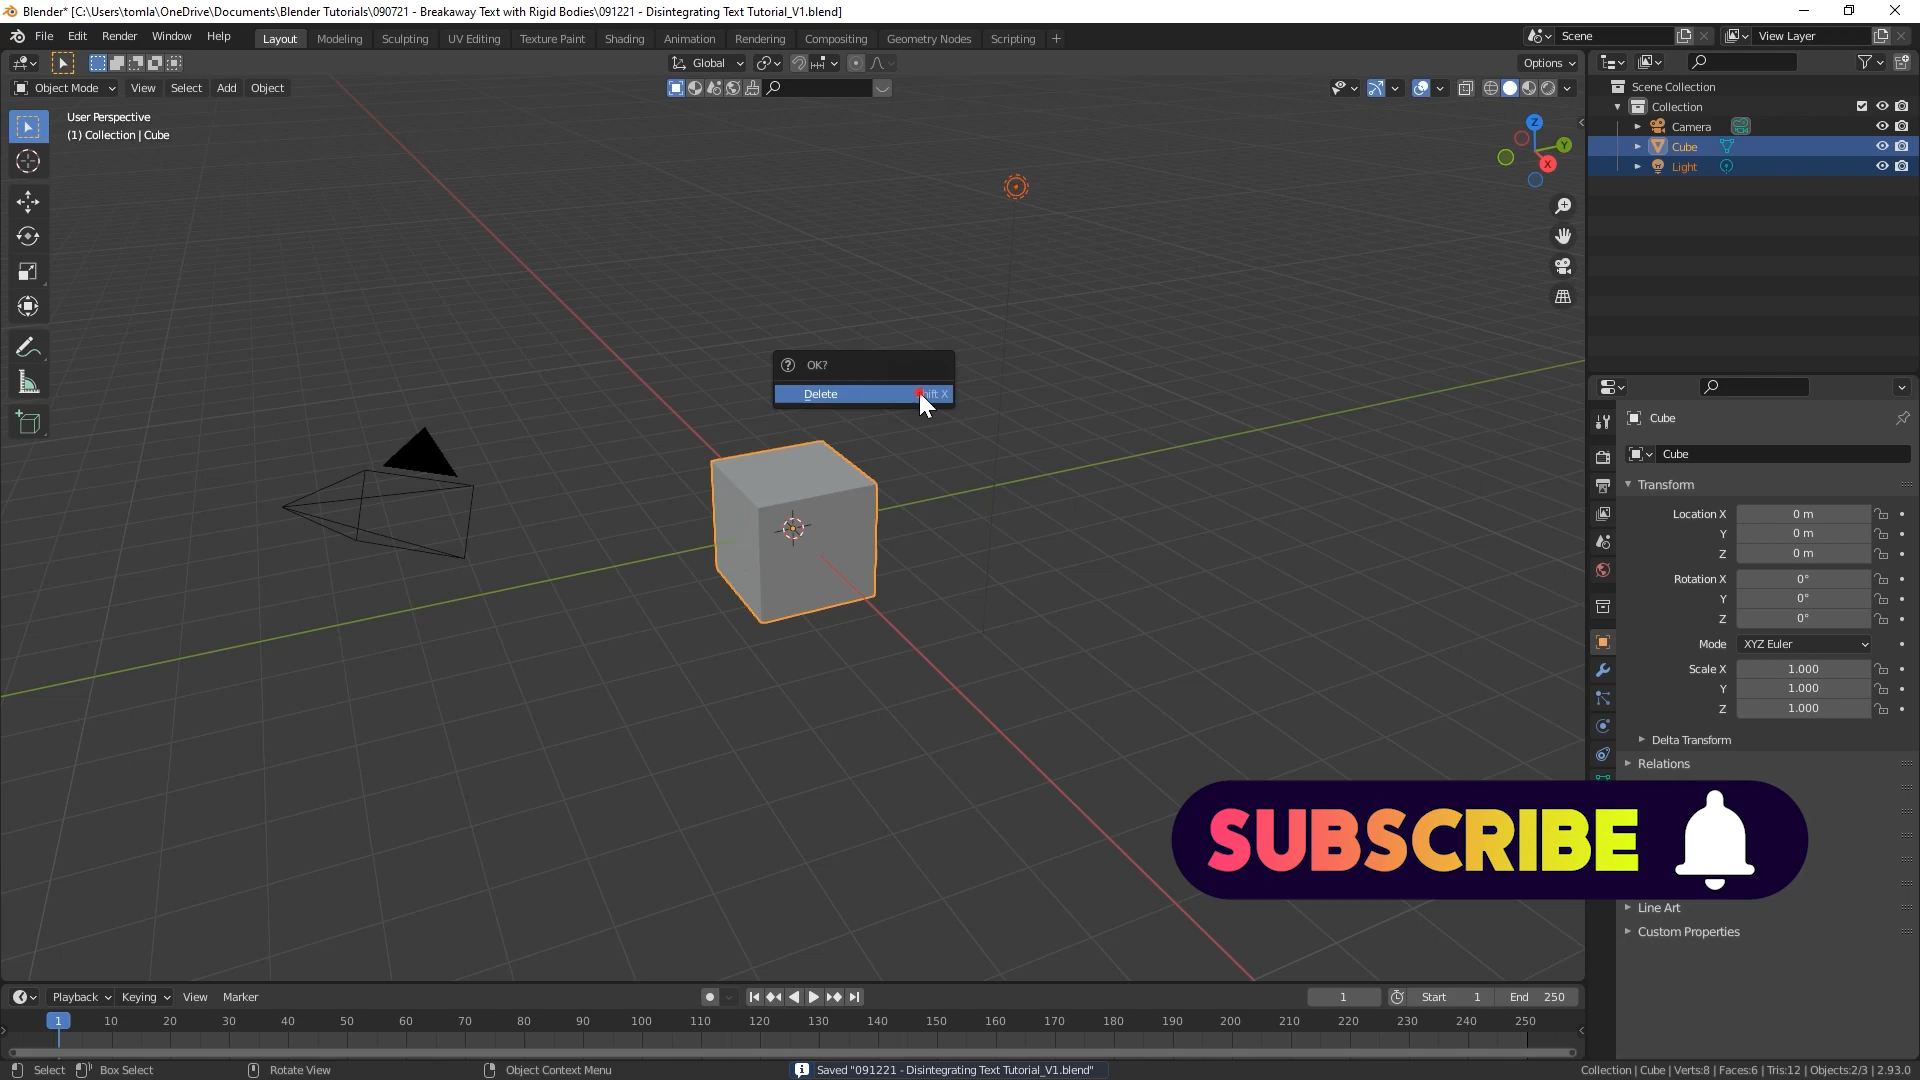 Blender* [C:\Users\tomla\OneDrive\Documents\Blender Tutorials\090721 - Breakaway Text with Rigid Bodies\091221 - Disintegrating Text Tutorial_V1.blend]
File Edit Render Window Help Layout Modeling Sculpting UV Editing Texture Paint Shading Animation Rendering Compositing Geometry Nodes Scripting + Scene View Layer
Global Options
Object Mode View Select Add Object
User Perspective
(1) Collection | Cube
Z
Y
X
Scene Collection
Collection
Camera
Cube
Light
OK?
Delete
Cube
Cube
Transform
Location X 0 m
Y 0 m
Z 0 m
Rotation X 0°
Y 0°
Z 0°
Mode XYZ Euler
Scale X 1.000
Y 1.000
Z 1.000
Delta Transform
Relations
SUBSCRIBE
Line Art
Custom Properties
Playback Keying View Marker 1 Start 1 End 250
1 10 20 30 40 50 60 70 80 90 100 110 120 130 140 150 160 170 180 190 200 210 220 230 240 250
Select Box Select Rotate View Object Context Menu Saved "091221 - Disintegrating Text Tutorial_V1.blend" Collection | Cube | Verts:8 | Faces:6 | Tris:12 | Objects:2/3 | 2.93.0